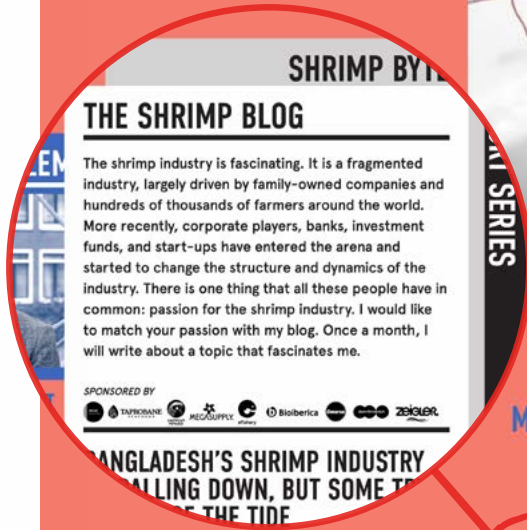 SHRIMP
THE SHRIMP BLOG
The shrimp industry is fascinating. It is a fragmented
industry, largely driven by family-owned companies and
hundreds of thousands of farmers around the world.
More recently, corporate players, banks, investment
funds, and start-ups have entered the arena and
started to change the structure and dynamics of the
industry. There is one thing that all these people have in
common: passion for the shrimp industry. I would like
to match your passion with my blog. Once a month, I
will write about a topic that fascinates me.
SPONSORED BY
TAPROBANE
MEGASUPPLY
eFishery
Bioiberica
zeigler
BANGLADESH'S SHRIMP INDUSTRY
DOWN, BUT SOME
THE TIDE
SERIES